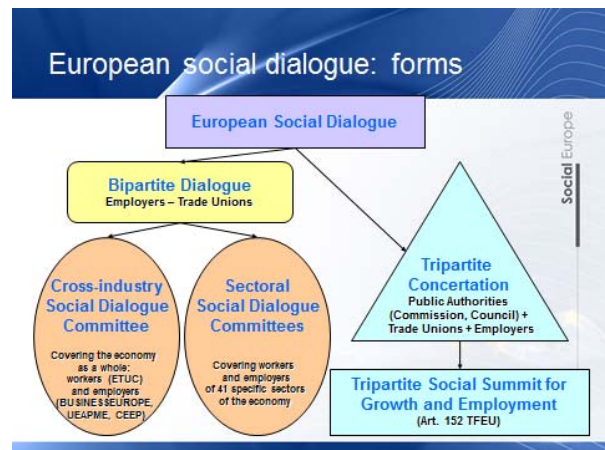 European social dialogue: forms
European Social Dialogue
Social Europe
Bipartite Dialogue
Employers – Trade Unions
Cross-industry
Social Dialogue
Committee
Covering the economy
as a whole:
workers (ETUC)
and employers
(BUSINESSEUROPE,
UEAPME, CEEP)
Sectoral
Social Dialogue
Committees
Covering workers
and employers
of 41 specific sectors
of the economy
Tripartite
Concertation
Public Authorities
(Commission, Council) +
Trade Unions + Employers
Tripartite Social Summit for
Growth and Employment
(Art. 152 TFEU)